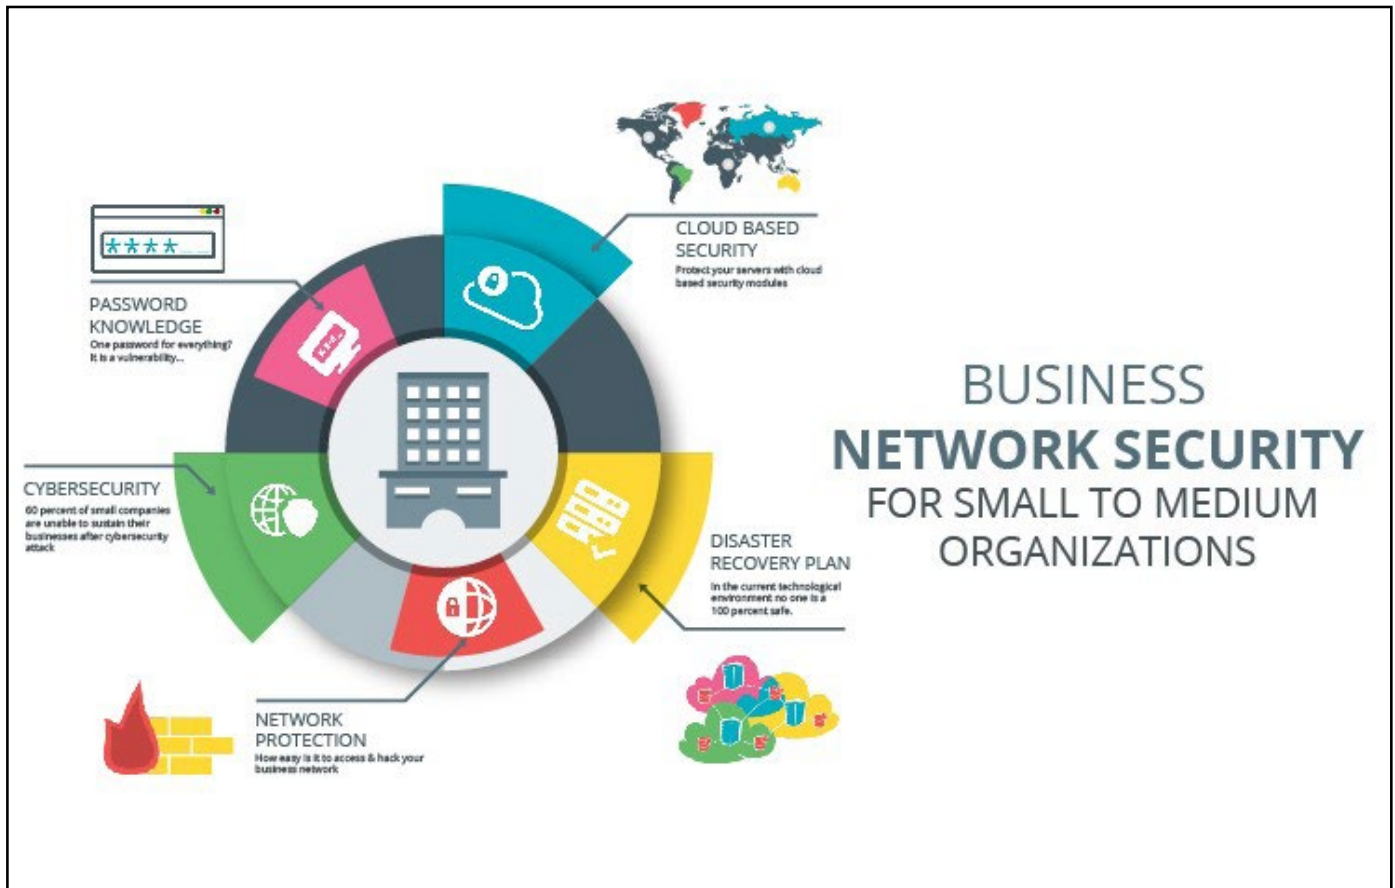 CLOUD BASED
SECURITY
Protect your servers with cloud
based security modules
****__
PASSWORD
KNOWLEDGE
One password for everything?
It is a vulnerability...
CYBERSECURITY
60 percent of small companies
are unable to sustain their
businesses after cybersecurity
attack
NETWORK
PROTECTION
How easy is it to access & hack your
business network
DISASTER
RECOVERY PLAN
In the current technological
environment no one is a
100 percent safe.
BUSINESS
NETWORK SECURITY
FOR SMALL TO MEDIUM
ORGANIZATIONS